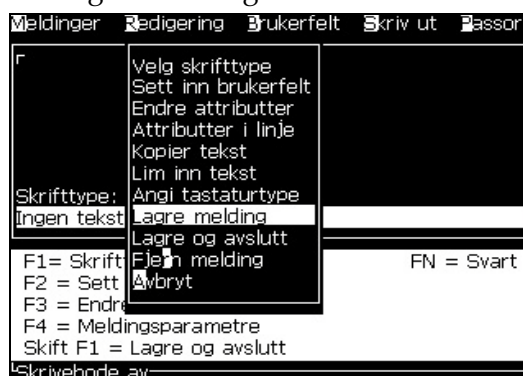 Meldinger Redigering Brukerfelt Skriv ut Passor
Velg skrifttype
Sett inn brukerfelt
Endre attributter
Attributter i linje
Kopier tekst
Lim inn tekst
Skrifttype: Angi tastaturtype
Ingen tekst Lagre melding
Lagre og avslutt
F1= Skrift Fjern melding FN = Svart
F2 = Sett Avbryt
F3 = Endre
F4 = Meldingsparametre
Skift F1 = Lagre og avslutt
Skrivehode av